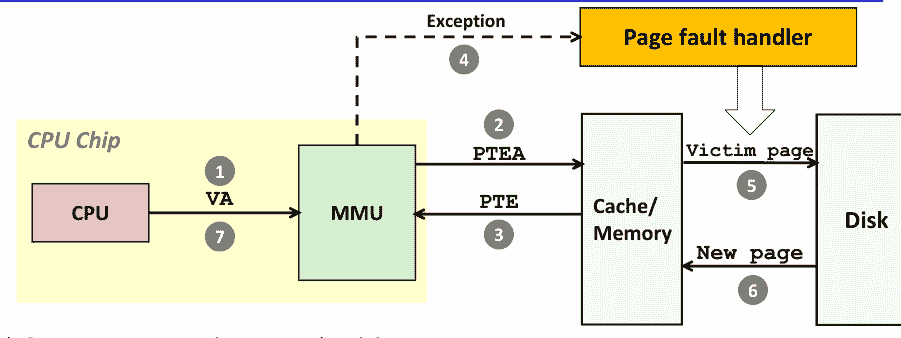 Exception
4
Page fault handler
CPU Chip
1
VA
7
CPU
MMU
2
PTEA
PTE
3
Cache/
Memory
Victim page
5
New page
6
Disk